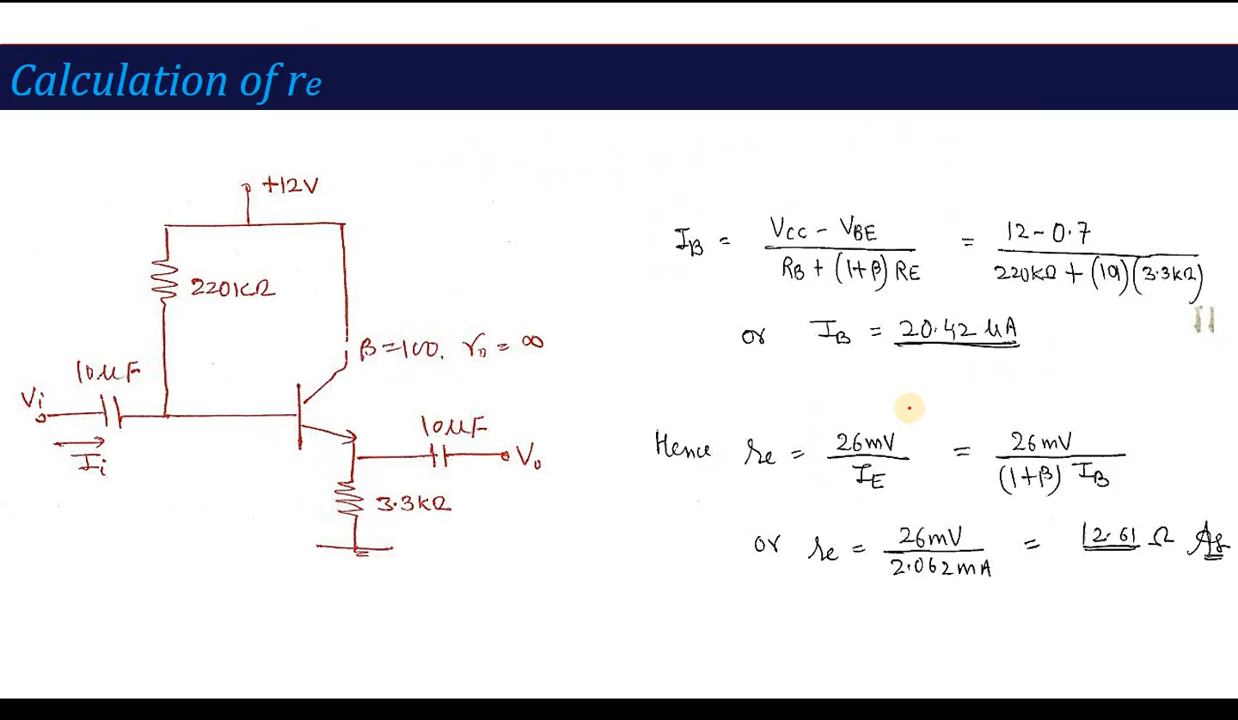 Calculation of re
+12V
220KΩ
β=100, r₀ = ∞
10μF
Vi
Ii
10μF
Vo
3.3KΩ
IB = (VCC - VBE) / (RB + (1+β) RE) = (12 - 0.7) / (220KΩ + (101)(3.3KΩ))
or IB = 20.42 μA
Hence re = 26mV / IE = 26mV / ((1+β) IB)
or re = 26mV / 2.062mA = 12.61 Ω As